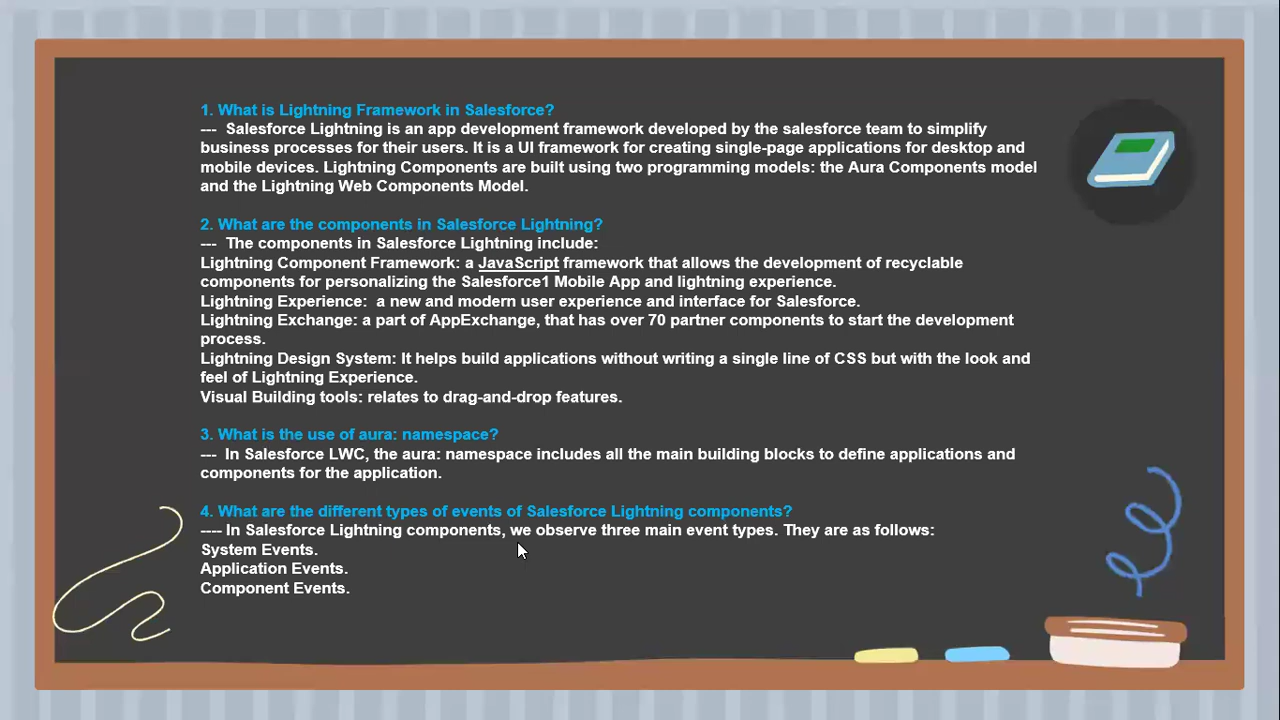 1. What is Lightning Framework in Salesforce?
--- Salesforce Lightning is an app development framework developed by the salesforce team to simplify
business processes for their users. It is a UI framework for creating single-page applications for desktop and
mobile devices. Lightning Components are built using two programming models: the Aura Components model
and the Lightning Web Components Model.
2. What are the components in Salesforce Lightning?
--- The components in Salesforce Lightning include:
Lightning Component Framework: a JavaScript framework that allows the development of recyclable
components for personalizing the Salesforce1 Mobile App and lightning experience.
Lightning Experience: a new and modern user experience and interface for Salesforce.
Lightning Exchange: a part of AppExchange, that has over 70 partner components to start the development
process.
Lightning Design System: It helps build applications without writing a single line of CSS but with the look and
feel of Lightning Experience.
Visual Building tools: relates to drag-and-drop features.
3. What is the use of aura: namespace?
--- In Salesforce LWC, the aura: namespace includes all the main building blocks to define applications and
components for the application.
4. What are the different types of events of Salesforce Lightning components?
---- In Salesforce Lightning components, we observe three main event types. They are as follows:
System Events.
Application Events.
Component Events.